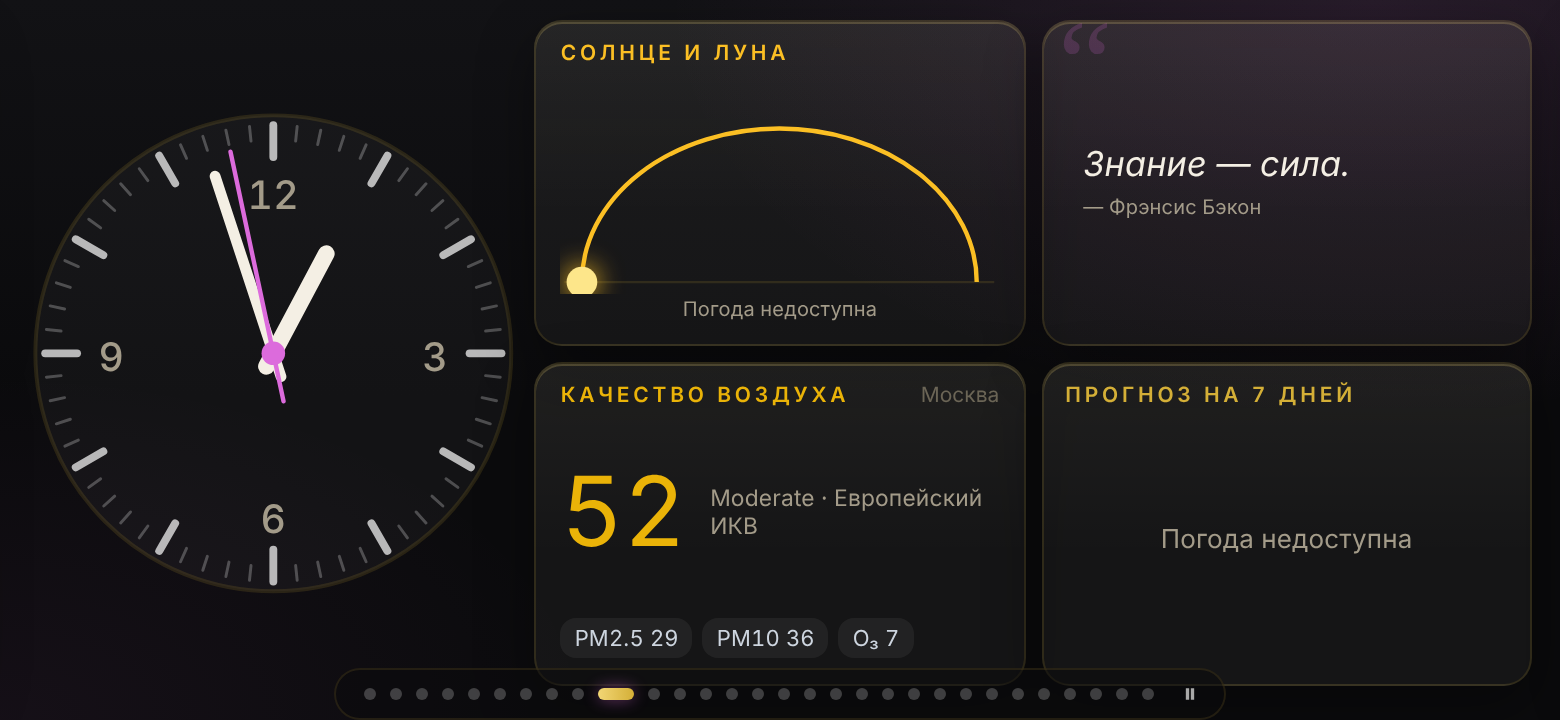 12
3
6
9
СОЛНЦЕ И ЛУНА
Погода недоступна
“
Знание — сила.
— Фрэнсис Бэкон
КАЧЕСТВО ВОЗДУХА
Москва
52
Moderate · Европейский
ИКВ
PM2.5 29
PM10 36
O₃ 7
ПРОГНОЗ НА 7 ДНЕЙ
Погода недоступна